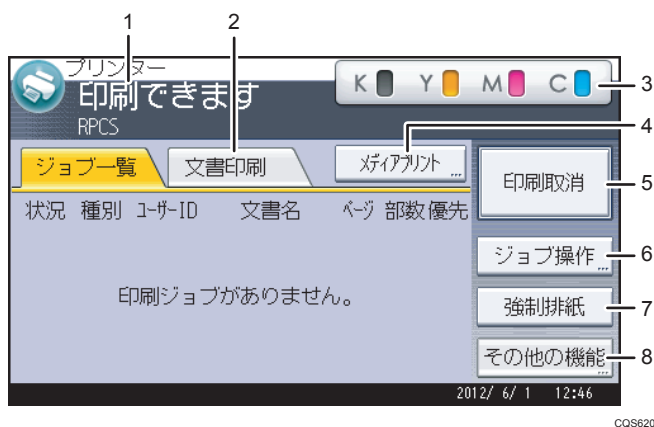 1
2
プリンター
印刷できます
RPCS
K Y M C
3
4
ジョブ一覧 文書印刷 メディアプリント...
印刷取消
5
状況 種別 ユーザーID 文書名 ページ 部数 優先
ジョブ操作...
6
印刷ジョブがありません。
強制排紙
7
その他の機能...
8
2012/ 6/ 1 12:46
CQS620